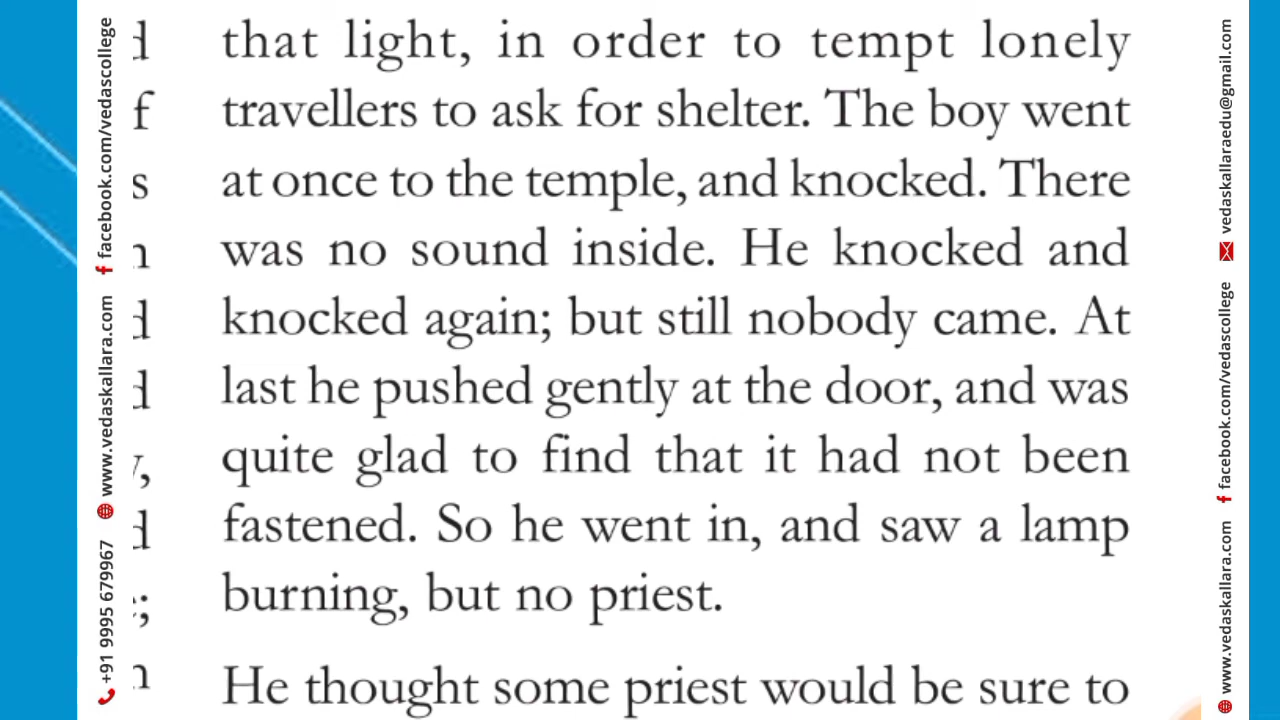 that light, in order to tempt lonely
travellers to ask for shelter. The boy went
at once to the temple, and knocked. There
was no sound inside. He knocked and
knocked again; but still nobody came. At
last he pushed gently at the door, and was
quite glad to find that it had not been
fastened. So he went in, and saw a lamp
burning, but no priest.
He thought some priest would be sure to
+91 9995 679967 www.vedaskallara.com facebook.com/vedascollege
www.vedaskallara.com facebook.com/vedascollege vedaskallaraedu@gmail.com